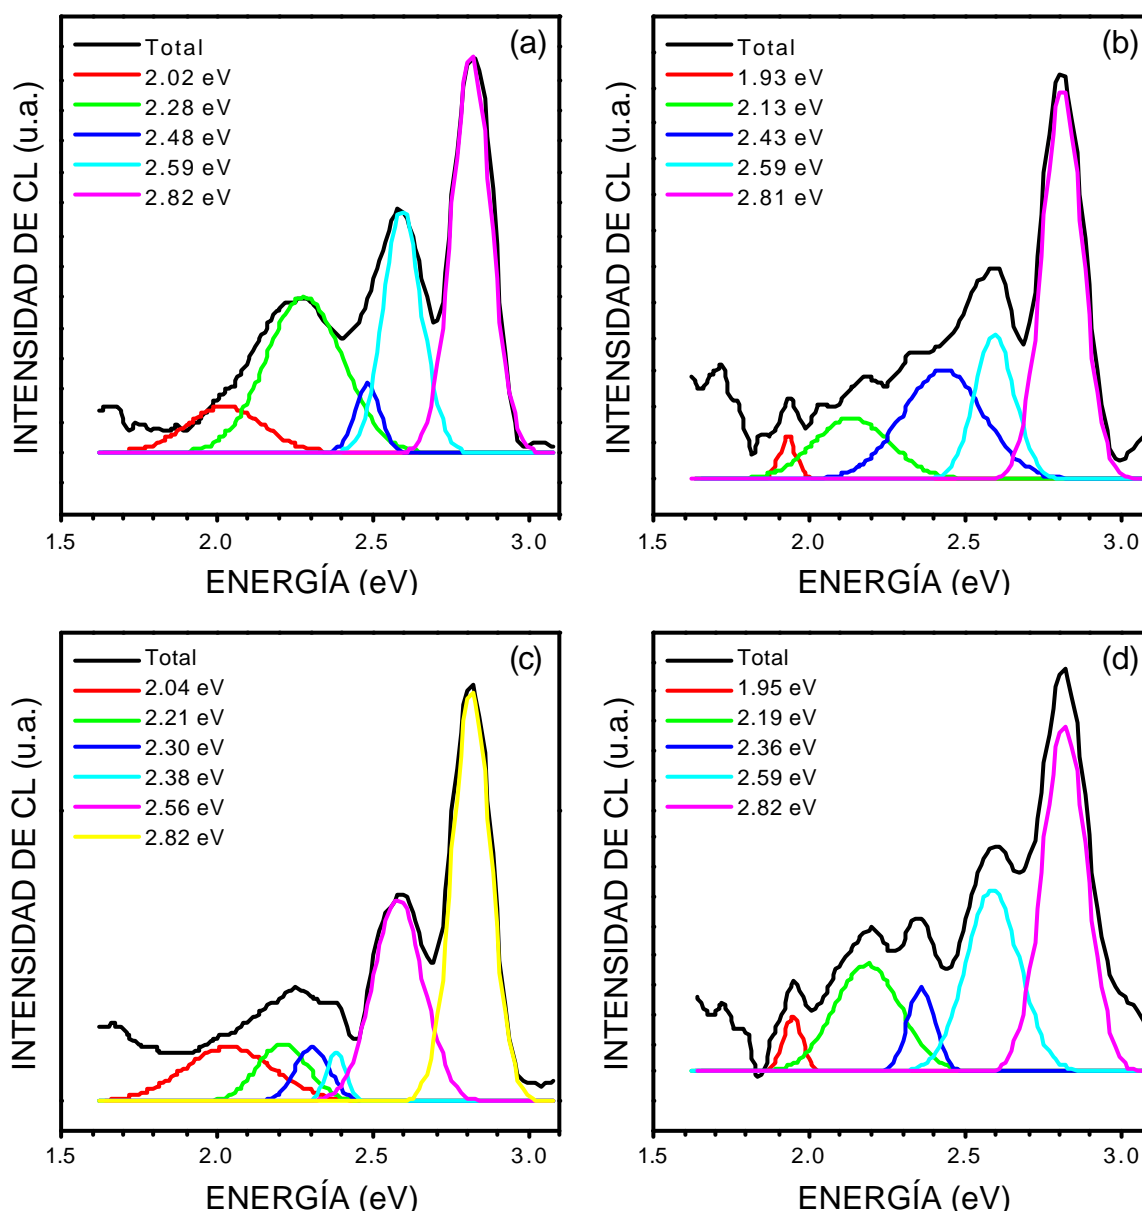 (a)
Total
2.02 eV
2.28 eV
2.48 eV
2.59 eV
2.82 eV
INTENSIDAD DE CL (u.a.)
1.5 2.0 2.5 3.0
ENERGÍA (eV)
(b)
Total
1.93 eV
2.13 eV
2.43 eV
2.59 eV
2.81 eV
INTENSIDAD DE CL (u.a.)
1.5 2.0 2.5 3.0
ENERGÍA (eV)
(c)
Total
2.04 eV
2.21 eV
2.30 eV
2.38 eV
2.56 eV
2.82 eV
INTENSIDAD DE CL (u.a.)
1.5 2.0 2.5 3.0
ENERGÍA (eV)
(d)
Total
1.95 eV
2.19 eV
2.36 eV
2.59 eV
2.82 eV
INTENSIDAD DE CL (u.a.)
1.5 2.0 2.5 3.0
ENERGÍA (eV)